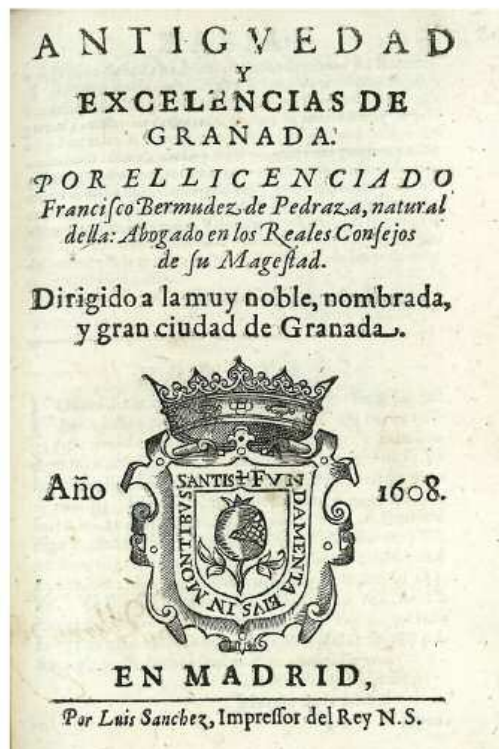 ANTIGVEDAD
Y
EXCELENCIAS DE
GRANADA.
POR EL LICENCIADO
Franciſco Bermudez de Pedraza, natural
della: Abogado en los Reales Conſejos
de ſu Mageſtad.
Dirigido a la muy noble, nombrada,
y gran ciudad de Granada.
Año 1608.
FVNDAMENTA EIVS IN MONTIBVS SANTIS
EN MADRID,
Por Luis Sanchez, Impreſſor del Rey N.S.